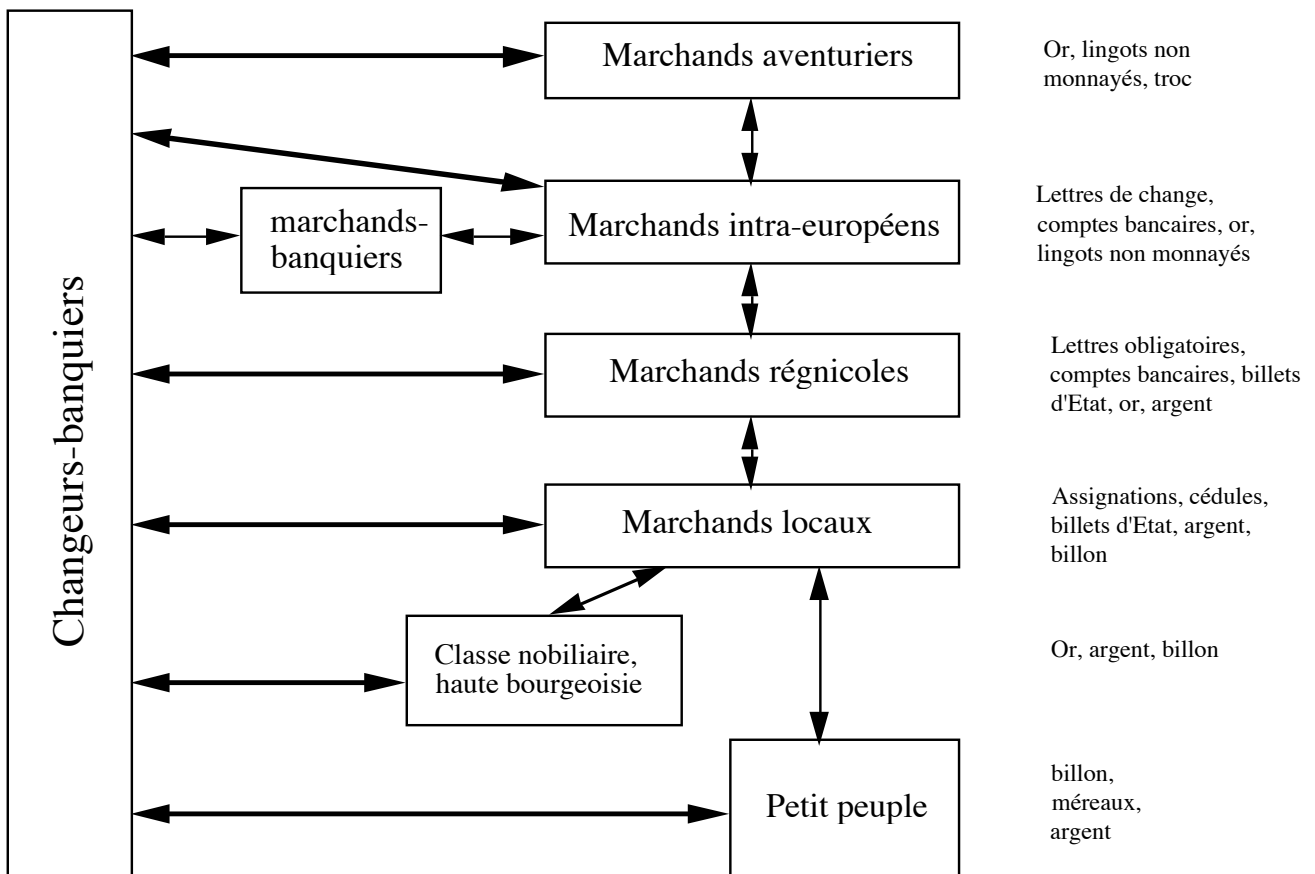 Changeurs-banquiers
Marchands aventuriers
Or, lingots non
monnayés, troc
marchands-
banquiers
Marchands intra-européens
Lettres de change,
comptes bancaires, or,
lingots non monnayés
Marchands régnicoles
Lettres obligatoires,
comptes bancaires, billets
d'Etat, or, argent
Marchands locaux
Assignations, cédules,
billets d'Etat, argent,
billon
Classe nobiliaire,
haute bourgeoisie
Or, argent, billon
Petit peuple
billon,
méreaux,
argent